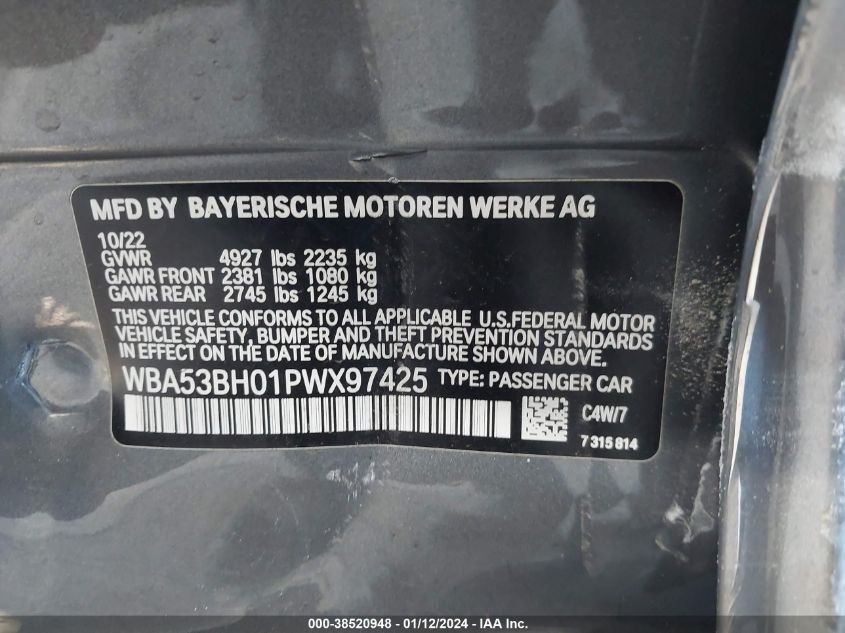 MFD BY BAYERISCHE MOTOREN WERKE AG
10/22
GVWR 4927 lbs 2235 kg
GAWR FRONT 2381 lbs 1080 kg
GAWR REAR 2745 lbs 1245 kg
THIS VEHICLE CONFORMS TO ALL APPLICABLE U.S.FEDERAL MOTOR
VEHICLE SAFETY, BUMPER AND THEFT PREVENTION STANDARDS
IN EFFECT ON THE DATE OF MANUFACTURE SHOWN ABOVE.
WBA53BH01PWX97425 TYPE: PASSENGER CAR
C4W/7
7 315 814
000-38520948 - 01/12/2024 - IAA Inc.